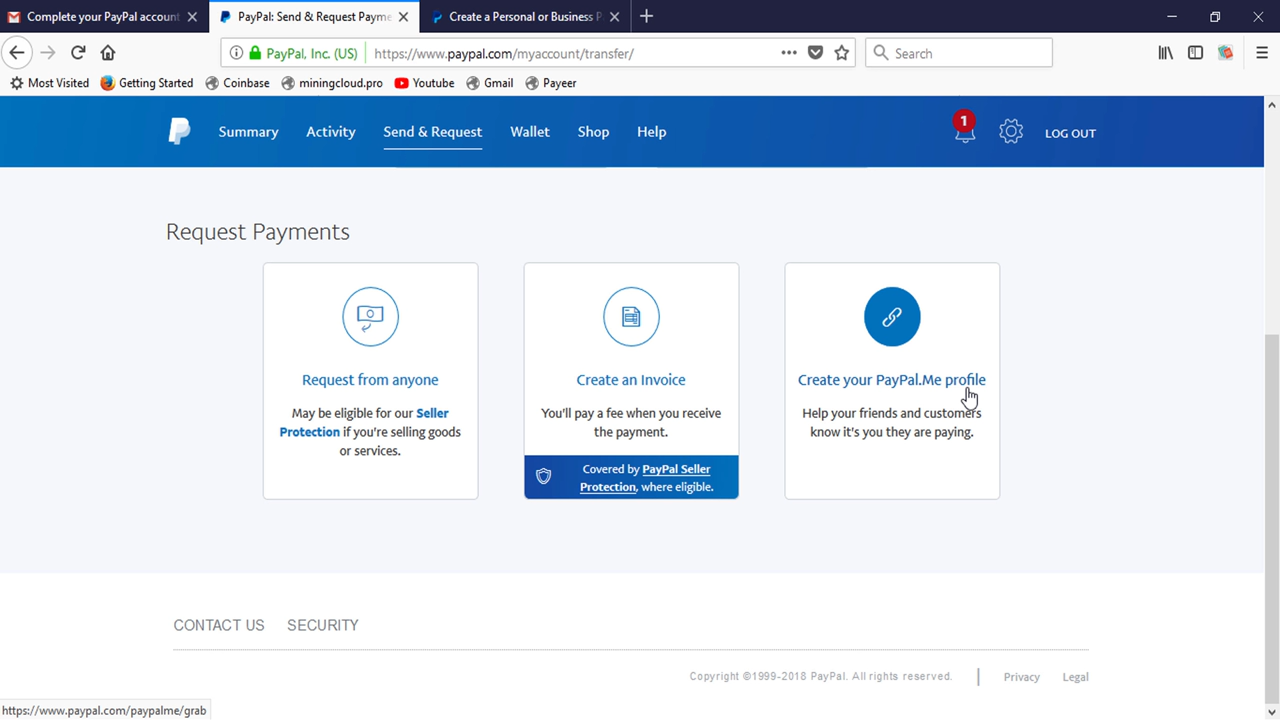 Complete your PayPal account
PayPal: Send & Request Payme
Create a Personal or Business P
PayPal, Inc. (US)
https://www.paypal.com/myaccount/transfer/
Search
Most Visited
Getting Started
Coinbase
miningcloud.pro
Youtube
Gmail
Payeer
Summary
Activity
Send & Request
Wallet
Shop
Help
1
LOG OUT
Request Payments
Request from anyone
May be eligible for our Seller
Protection if you're selling goods
or services.
Create an Invoice
You'll pay a fee when you receive
the payment.
Covered by PayPal Seller
Protection, where eligible.
Create your PayPal.Me profile
Help your friends and customers
know it's you they are paying.
CONTACT US
SECURITY
Copyright ©1999-2018 PayPal. All rights reserved.
Privacy
Legal
https://www.paypal.com/paypalme/grab